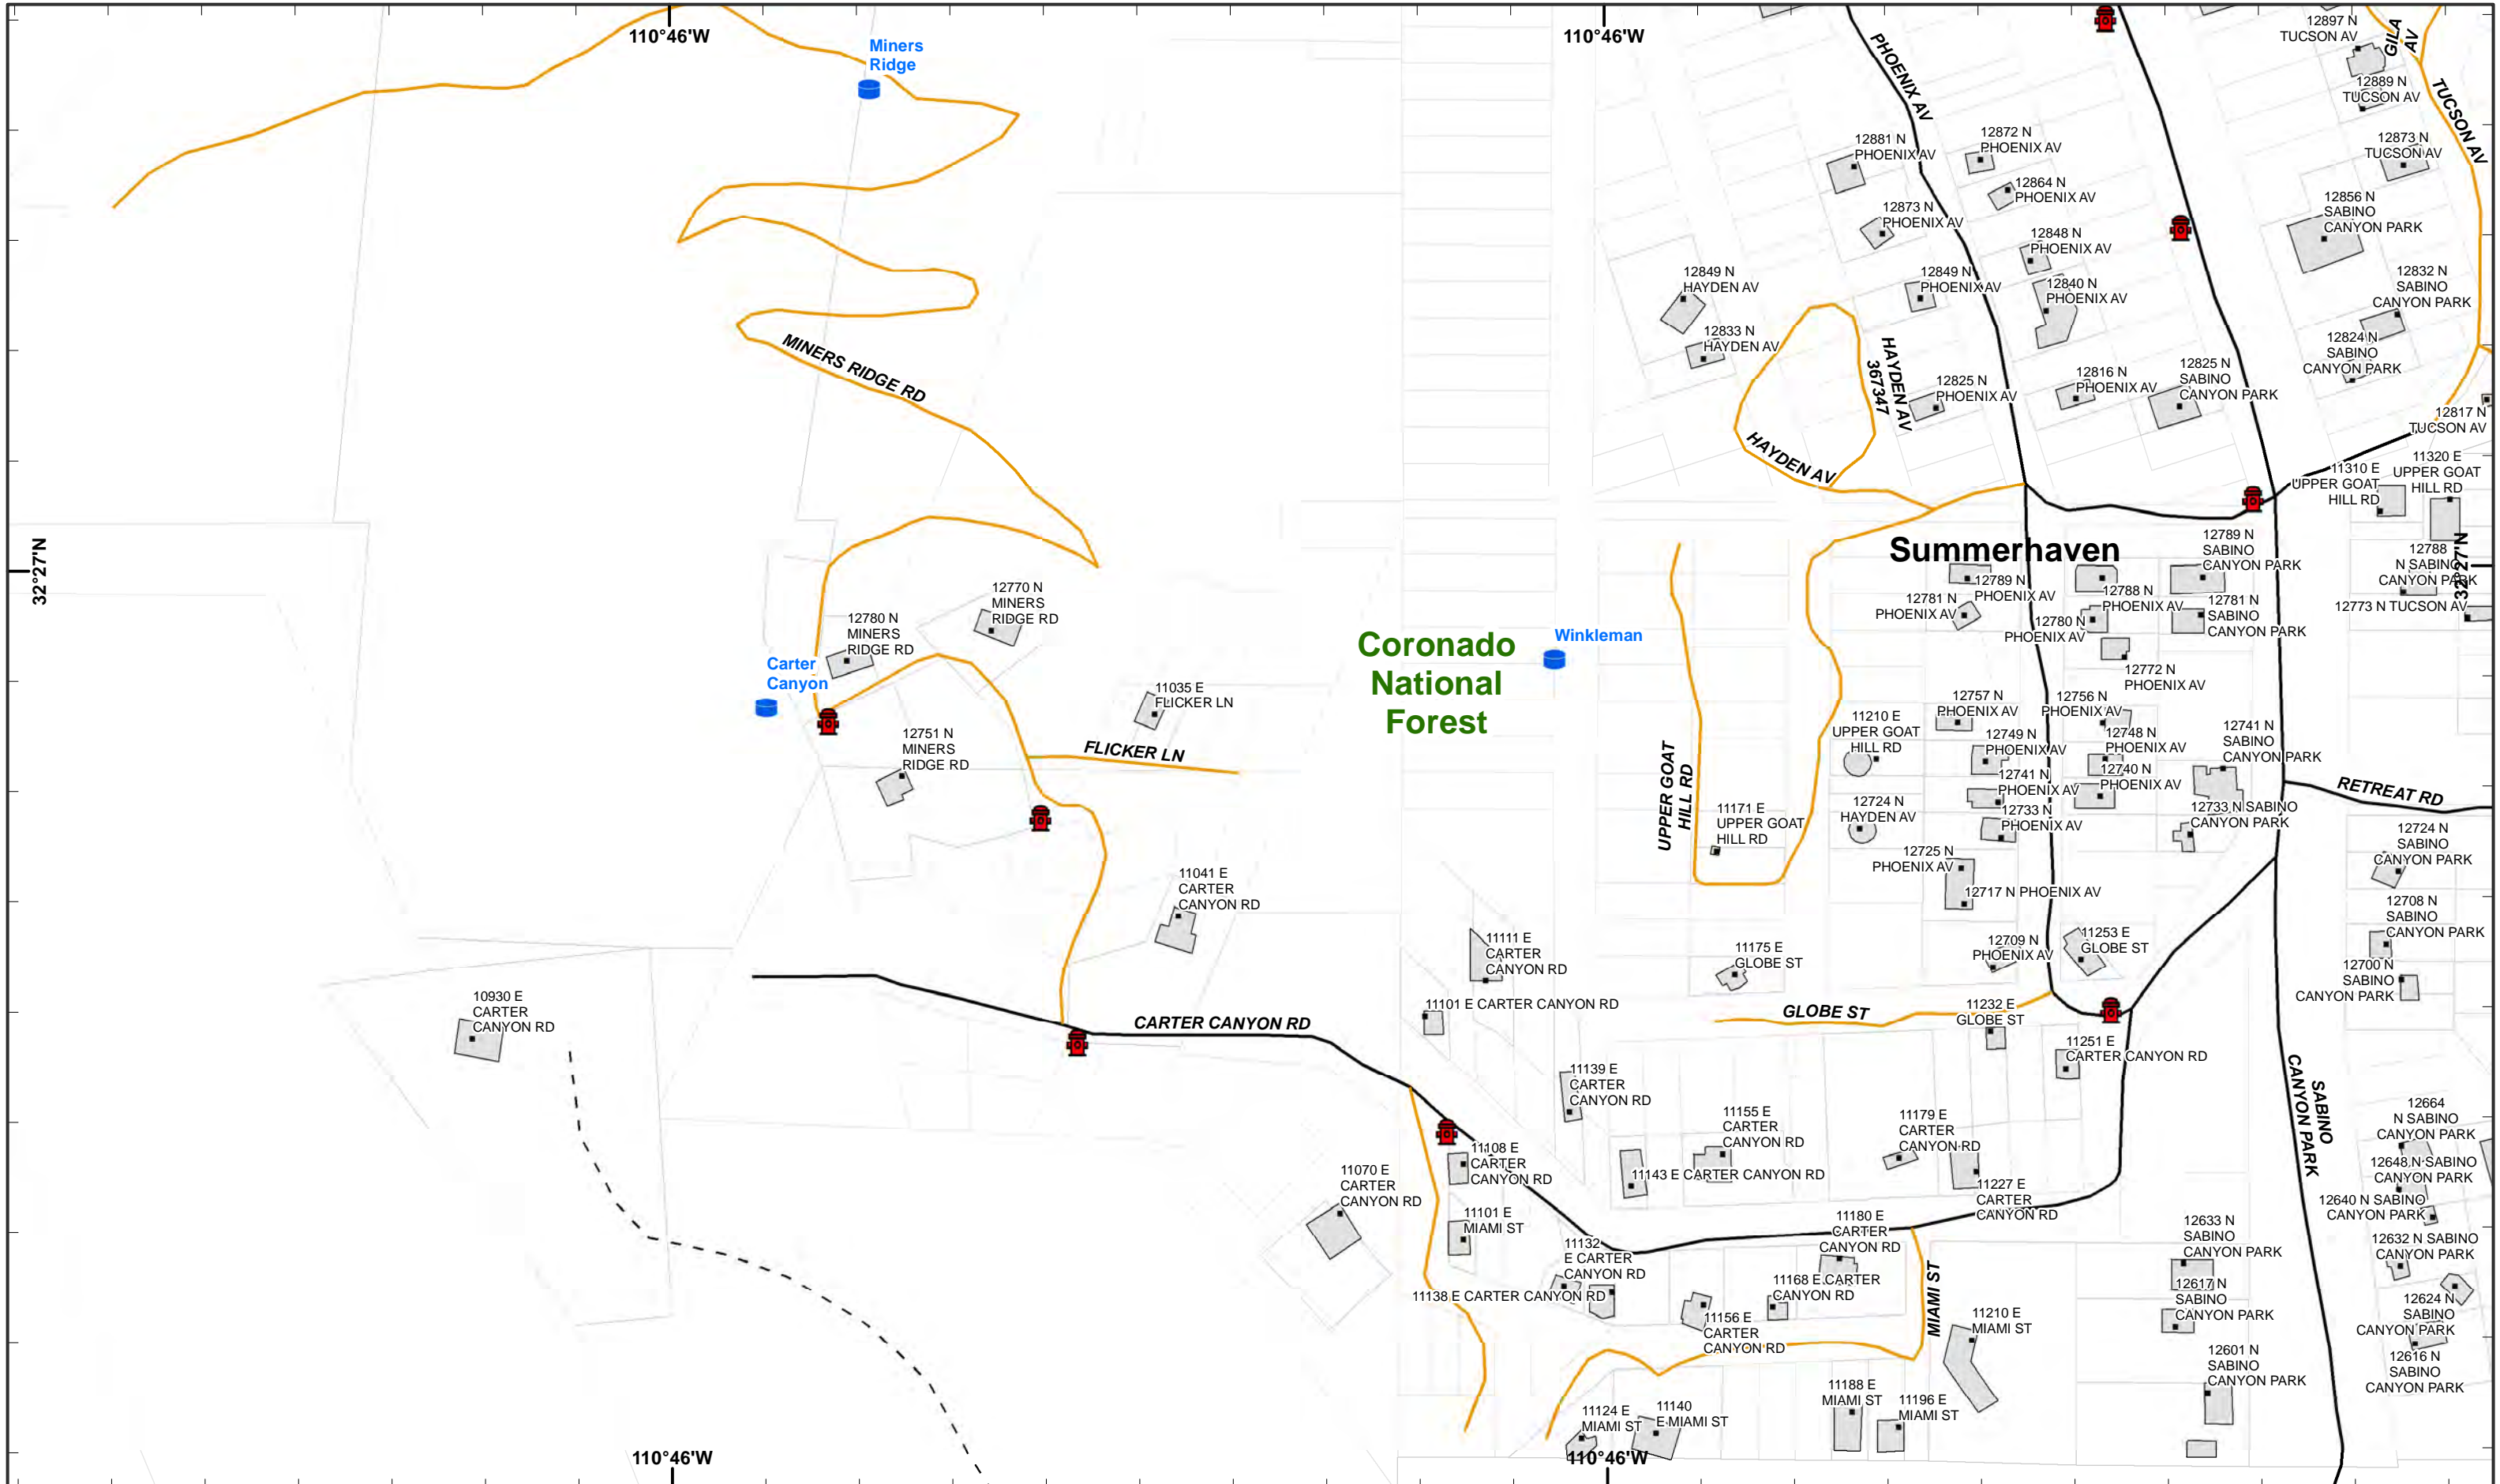 110°46'W
110°46'W
Miners
Ridge
PHOENIX AV
12897 N
TUCSON AV
GILA
AV
12889 N
TUCSON AV
TUCSON AV
12881 N
PHOENIX AV
12872 N
PHOENIX AV
12873 N
TUCSON AV
12864 N
PHOENIX AV
12873 N
PHOENIX AV
12856 N
SABINO
CANYON PARK
12848 N
PHOENIX AV
12849 N
HAYDEN AV
12849 N
PHOENIX AV
12840 N
PHOENIX AV
12832 N
SABINO
CANYON PARK
12833 N
HAYDEN AV
12824 N
SABINO
CANYON PARK
MINERS RIDGE RD
HAYDEN AV
367347
12825 N
PHOENIX AV
12816 N
PHOENIX AV
12825 N
SABINO
CANYON PARK
12817 N
TUCSON AV
HAYDEN AV
11310 E
UPPER GOAT
HILL RD
11320 E
UPPER GOAT
HILL RD
Summerhaven
12789 N
SABINO
CANYON PARK
12788
N SABINO
CANYON PARK
32°27'N
32°27'N
12789 N
PHOENIX AV
12781 N
PHOENIX AV
12788 N
PHOENIX AV
12780 N
PHOENIX AV
12781 N
SABINO
CANYON PARK
12773 N TUCSON AV
12770 N
MINERS
RIDGE RD
12780 N
MINERS
RIDGE RD
Coronado
National
Forest
Winkleman
Carter
Canyon
12772 N
PHOENIX AV
11035 E
FLICKER LN
12757 N
PHOENIX AV
12756 N
PHOENIX AV
11210 E
UPPER GOAT
HILL RD
12749 N
PHOENIX AV
12748 N
PHOENIX AV
12741 N
SABINO
CANYON PARK
12751 N
MINERS
RIDGE RD
FLICKER LN
UPPER GOAT
HILL RD
12741 N
PHOENIX AV
12740 N
PHOENIX AV
RETREAT RD
11171 E
UPPER GOAT
HILL RD
12724 N
HAYDEN AV
12733 N
PHOENIX AV
12733 N SABINO
CANYON PARK
12725 N
PHOENIX AV
12724 N
SABINO
CANYON PARK
11041 E
CARTER
CANYON RD
12717 N PHOENIX AV
12708 N
SABINO
CANYON PARK
11111 E
CARTER
CANYON RD
11175 E
GLOBE ST
12709 N
PHOENIX AV
11253 E
GLOBE ST
12700 N
SABINO
CANYON PARK
10930 E
CARTER
CANYON RD
11101 E CARTER CANYON RD
CARTER CANYON RD
GLOBE ST
11232 E
GLOBE ST
11251 E
CARTER CANYON RD
11139 E
CARTER
CANYON RD
SABINO
CANYON PARK
11155 E
CARTER
CANYON RD
11179 E
CARTER
CANYON RD
12664
N SABINO
CANYON PARK
11108 E
CARTER
CANYON RD
11070 E
CARTER
CANYON RD
11143 E CARTER CANYON RD
12648 N SABINO
CANYON PARK
11227 E
CARTER
CANYON RD
12640 N SABINO
CANYON PARK
11101 E
MIAMI ST
11180 E
CARTER
CANYON RD
12633 N
SABINO
CANYON PARK
12632 N SABINO
CANYON PARK
11132
E CARTER
CANYON RD
11138 E CARTER CANYON RD
11168 E CARTER
CANYON RD
MIAMI ST
12617 N
SABINO
CANYON PARK
12624 N
SABINO
CANYON PARK
11156 E
CARTER
CANYON RD
11210 E
MIAMI ST
12601 N
SABINO
CANYON PARK
12616 N
SABINO
CANYON PARK
11188 E
MIAMI ST
11196 E
MIAMI ST
11124 E
MIAMI ST
11140
E MIAMI ST
110°46'W
110°46'W